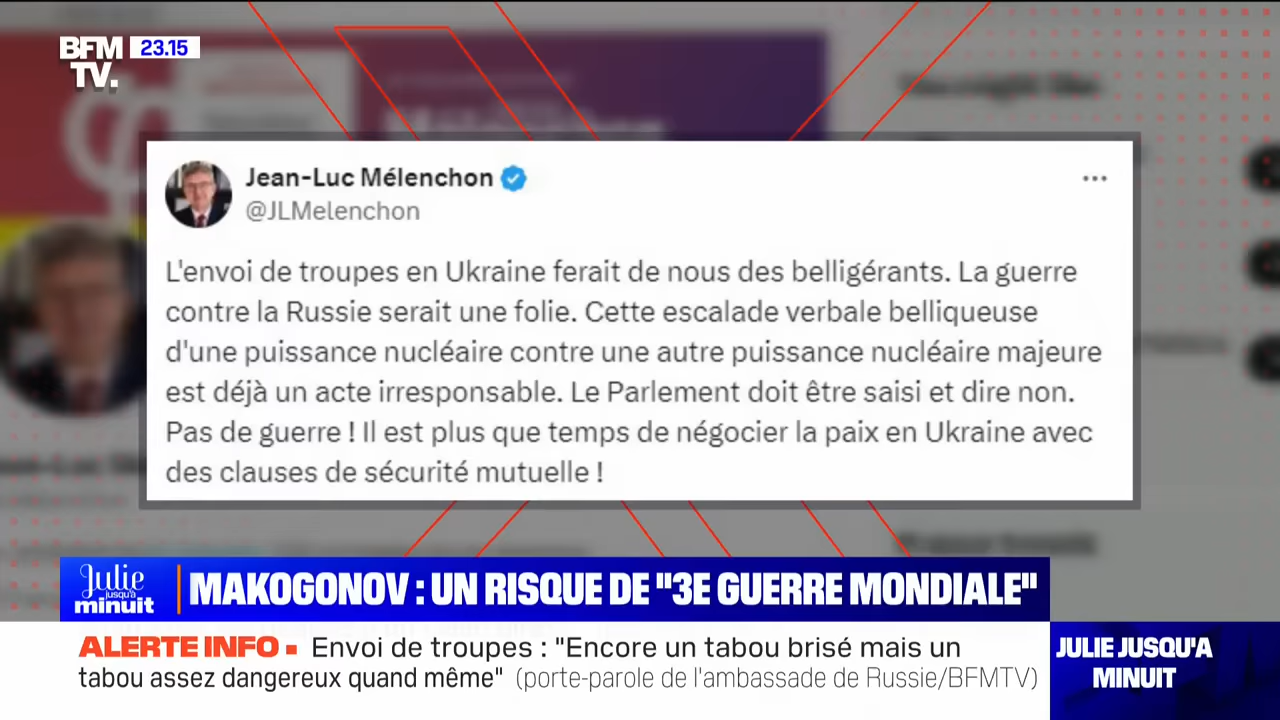 BFM
TV.
23.15
Jean-Luc Mélenchon
@JLMelenchon
L'envoi de troupes en Ukraine ferait de nous des belligérants. La guerre
contre la Russie serait une folie. Cette escalade verbale belliqueuse
d'une puissance nucléaire contre une autre puissance nucléaire majeure
est déjà un acte irresponsable. Le Parlement doit être saisi et dire non.
Pas de guerre ! Il est plus que temps de négocier la paix en Ukraine avec
des clauses de sécurité mutuelle !
Julie
jusqu'à
minuit
MAKOGONOV : UN RISQUE DE "3E GUERRE MONDIALE"
ALERTE INFO Envoi de troupes : "Encore un tabou brisé mais un
tabou assez dangereux quand même" (porte-parole de l'ambassade de Russie/BFMTV)
JULIE JUSQU'A
MINUIT